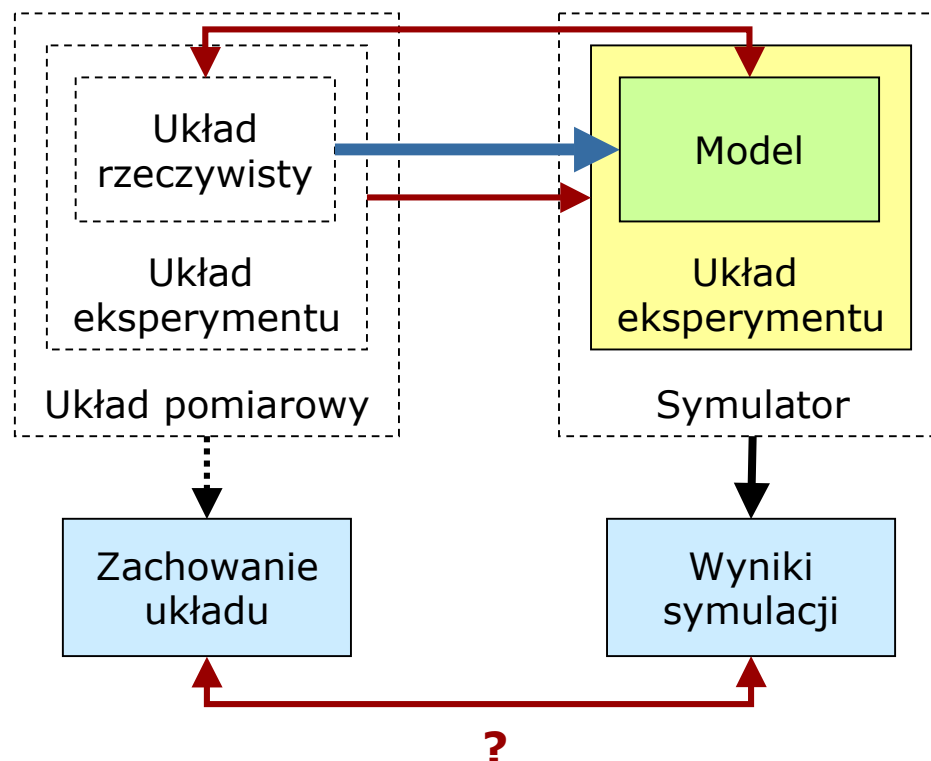 Układ
rzeczywisty
Układ
eksperymentu
Układ pomiarowy
Model
Układ
eksperymentu
Symulator
Zachowanie
układu
Wyniki
symulacji
?